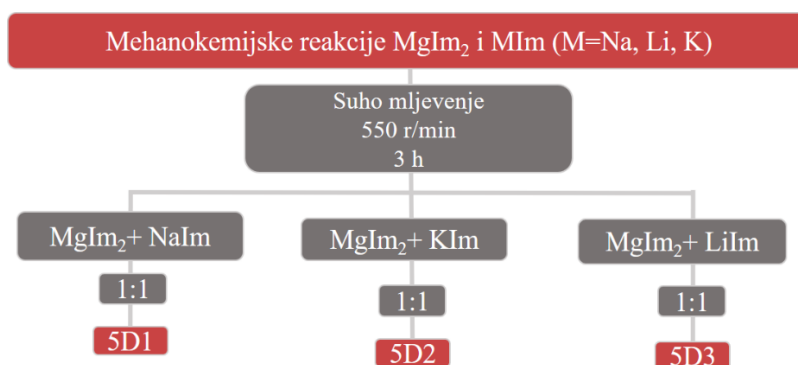 Mehanokemijske reakcije MgIm₂ i MIm (M=Na, Li, K)
Suho mljevenje
550 r/min
3 h
MgIm₂+ NaIm
MgIm₂+ KIm
MgIm₂+ LiIm
1:1
1:1
1:1
5D1
5D2
5D3